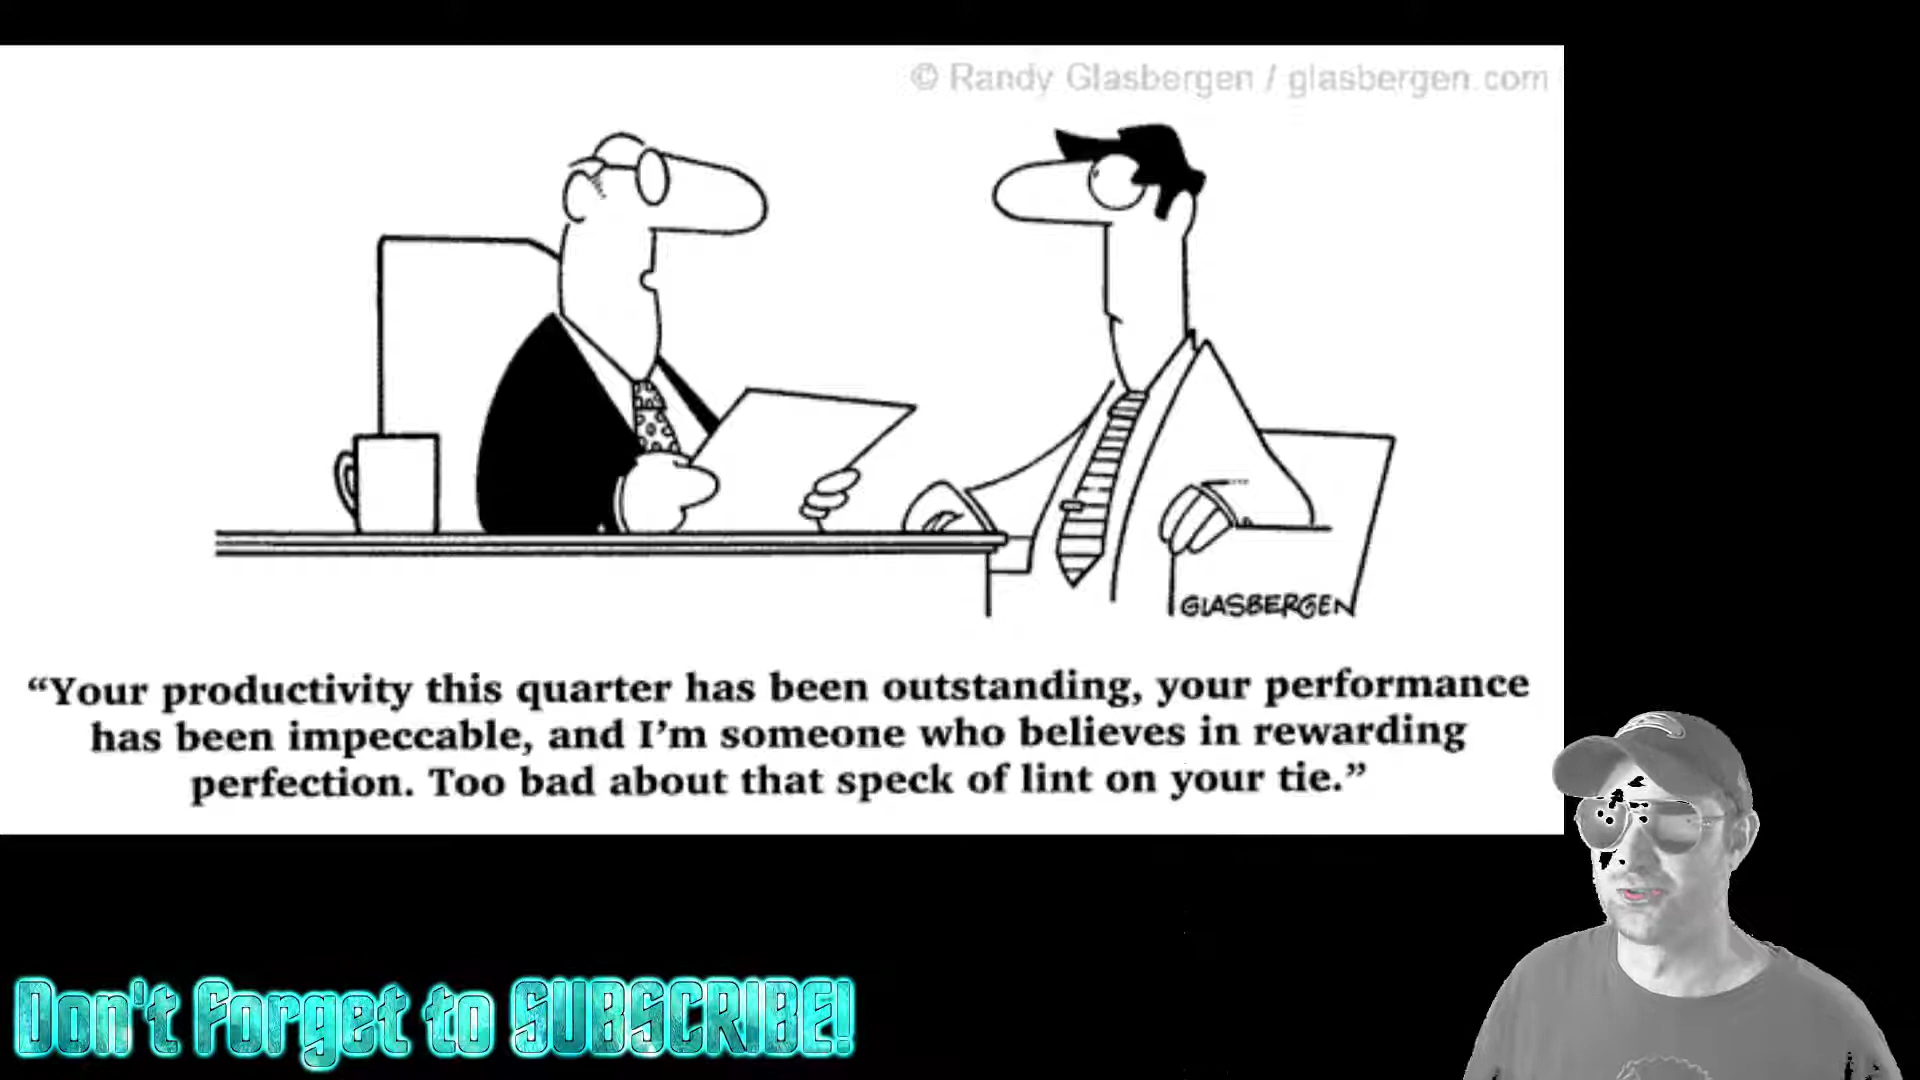 © Randy Glasbergen / glasbergen.com
GLASBERGEN
“Your productivity this quarter has been outstanding, your performance
has been impeccable, and I’m someone who believes in rewarding
perfection. Too bad about that speck of lint on your tie.”
Don't forget to SUBSCRIBE!